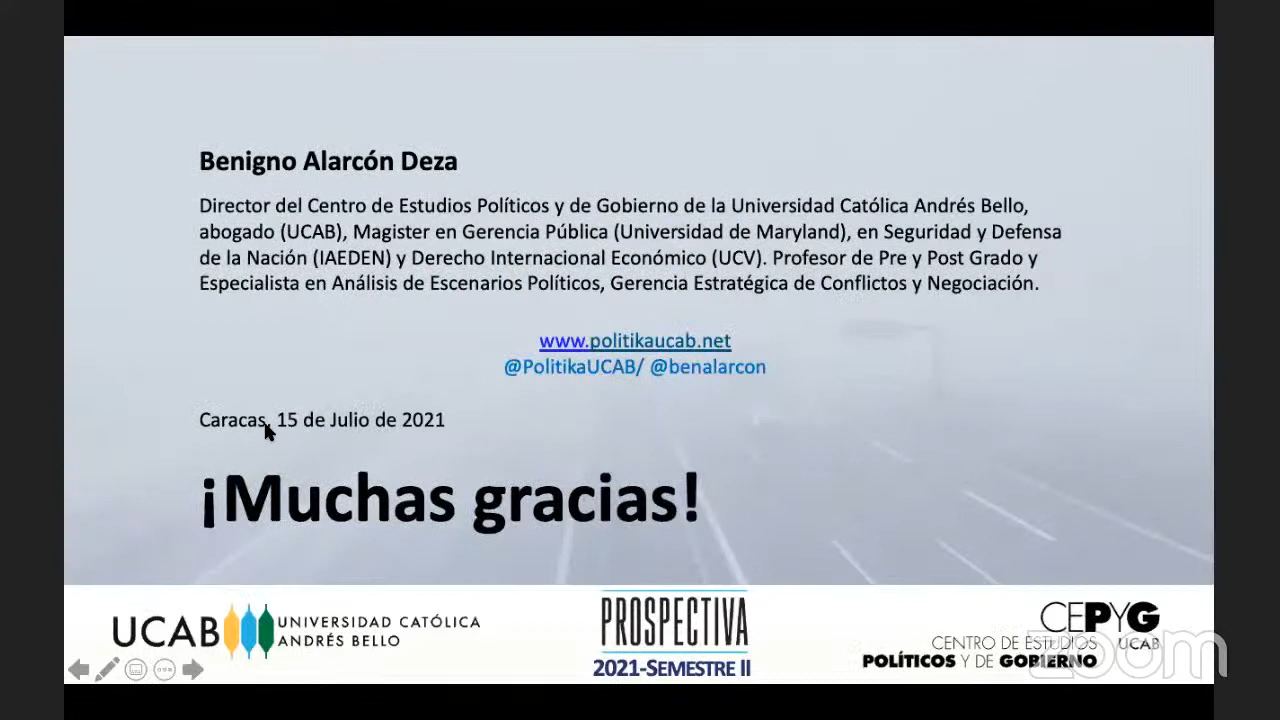 Benigno Alarcón Deza
Director del Centro de Estudios Políticos y de Gobierno de la Universidad Católica Andrés Bello,
abogado (UCAB), Magister en Gerencia Pública (Universidad de Maryland), en Seguridad y Defensa
de la Nación (IAEDEN) y Derecho Internacional Económico (UCV). Profesor de Pre y Post Grado y
Especialista en Análisis de Escenarios Políticos, Gerencia Estratégica de Conflictos y Negociación.
www.politikaucab.net
@PolitikaUCAB/ @benalarcon
Caracas, 15 de Julio de 2021
¡Muchas gracias!
UCAB
UNIVERSIDAD CATÓLICA
ANDRÉS BELLO
PROSPECTIVA
2021-SEMESTRE II
CEPYG
UCAB
CENTRO DE ESTUDIOS
POLÍTICOS Y DE GOBIERNO
zoom